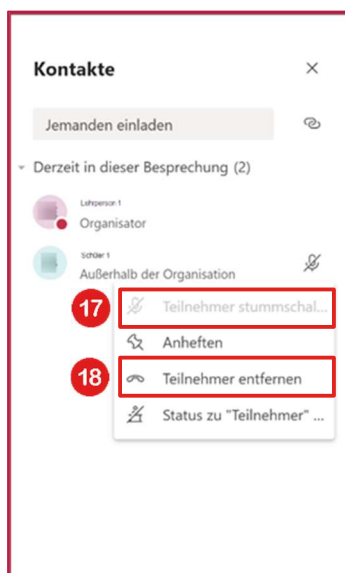 Kontakte
Jemanden einladen
Derzeit in dieser Besprechung (2)
Lehrperson 1
Organisator
Schüler 1
Außerhalb der Organisation
17 Teilnehmer stummschal...
Anheften
18 Teilnehmer entfernen
Status zu "Teilnehmer" ...